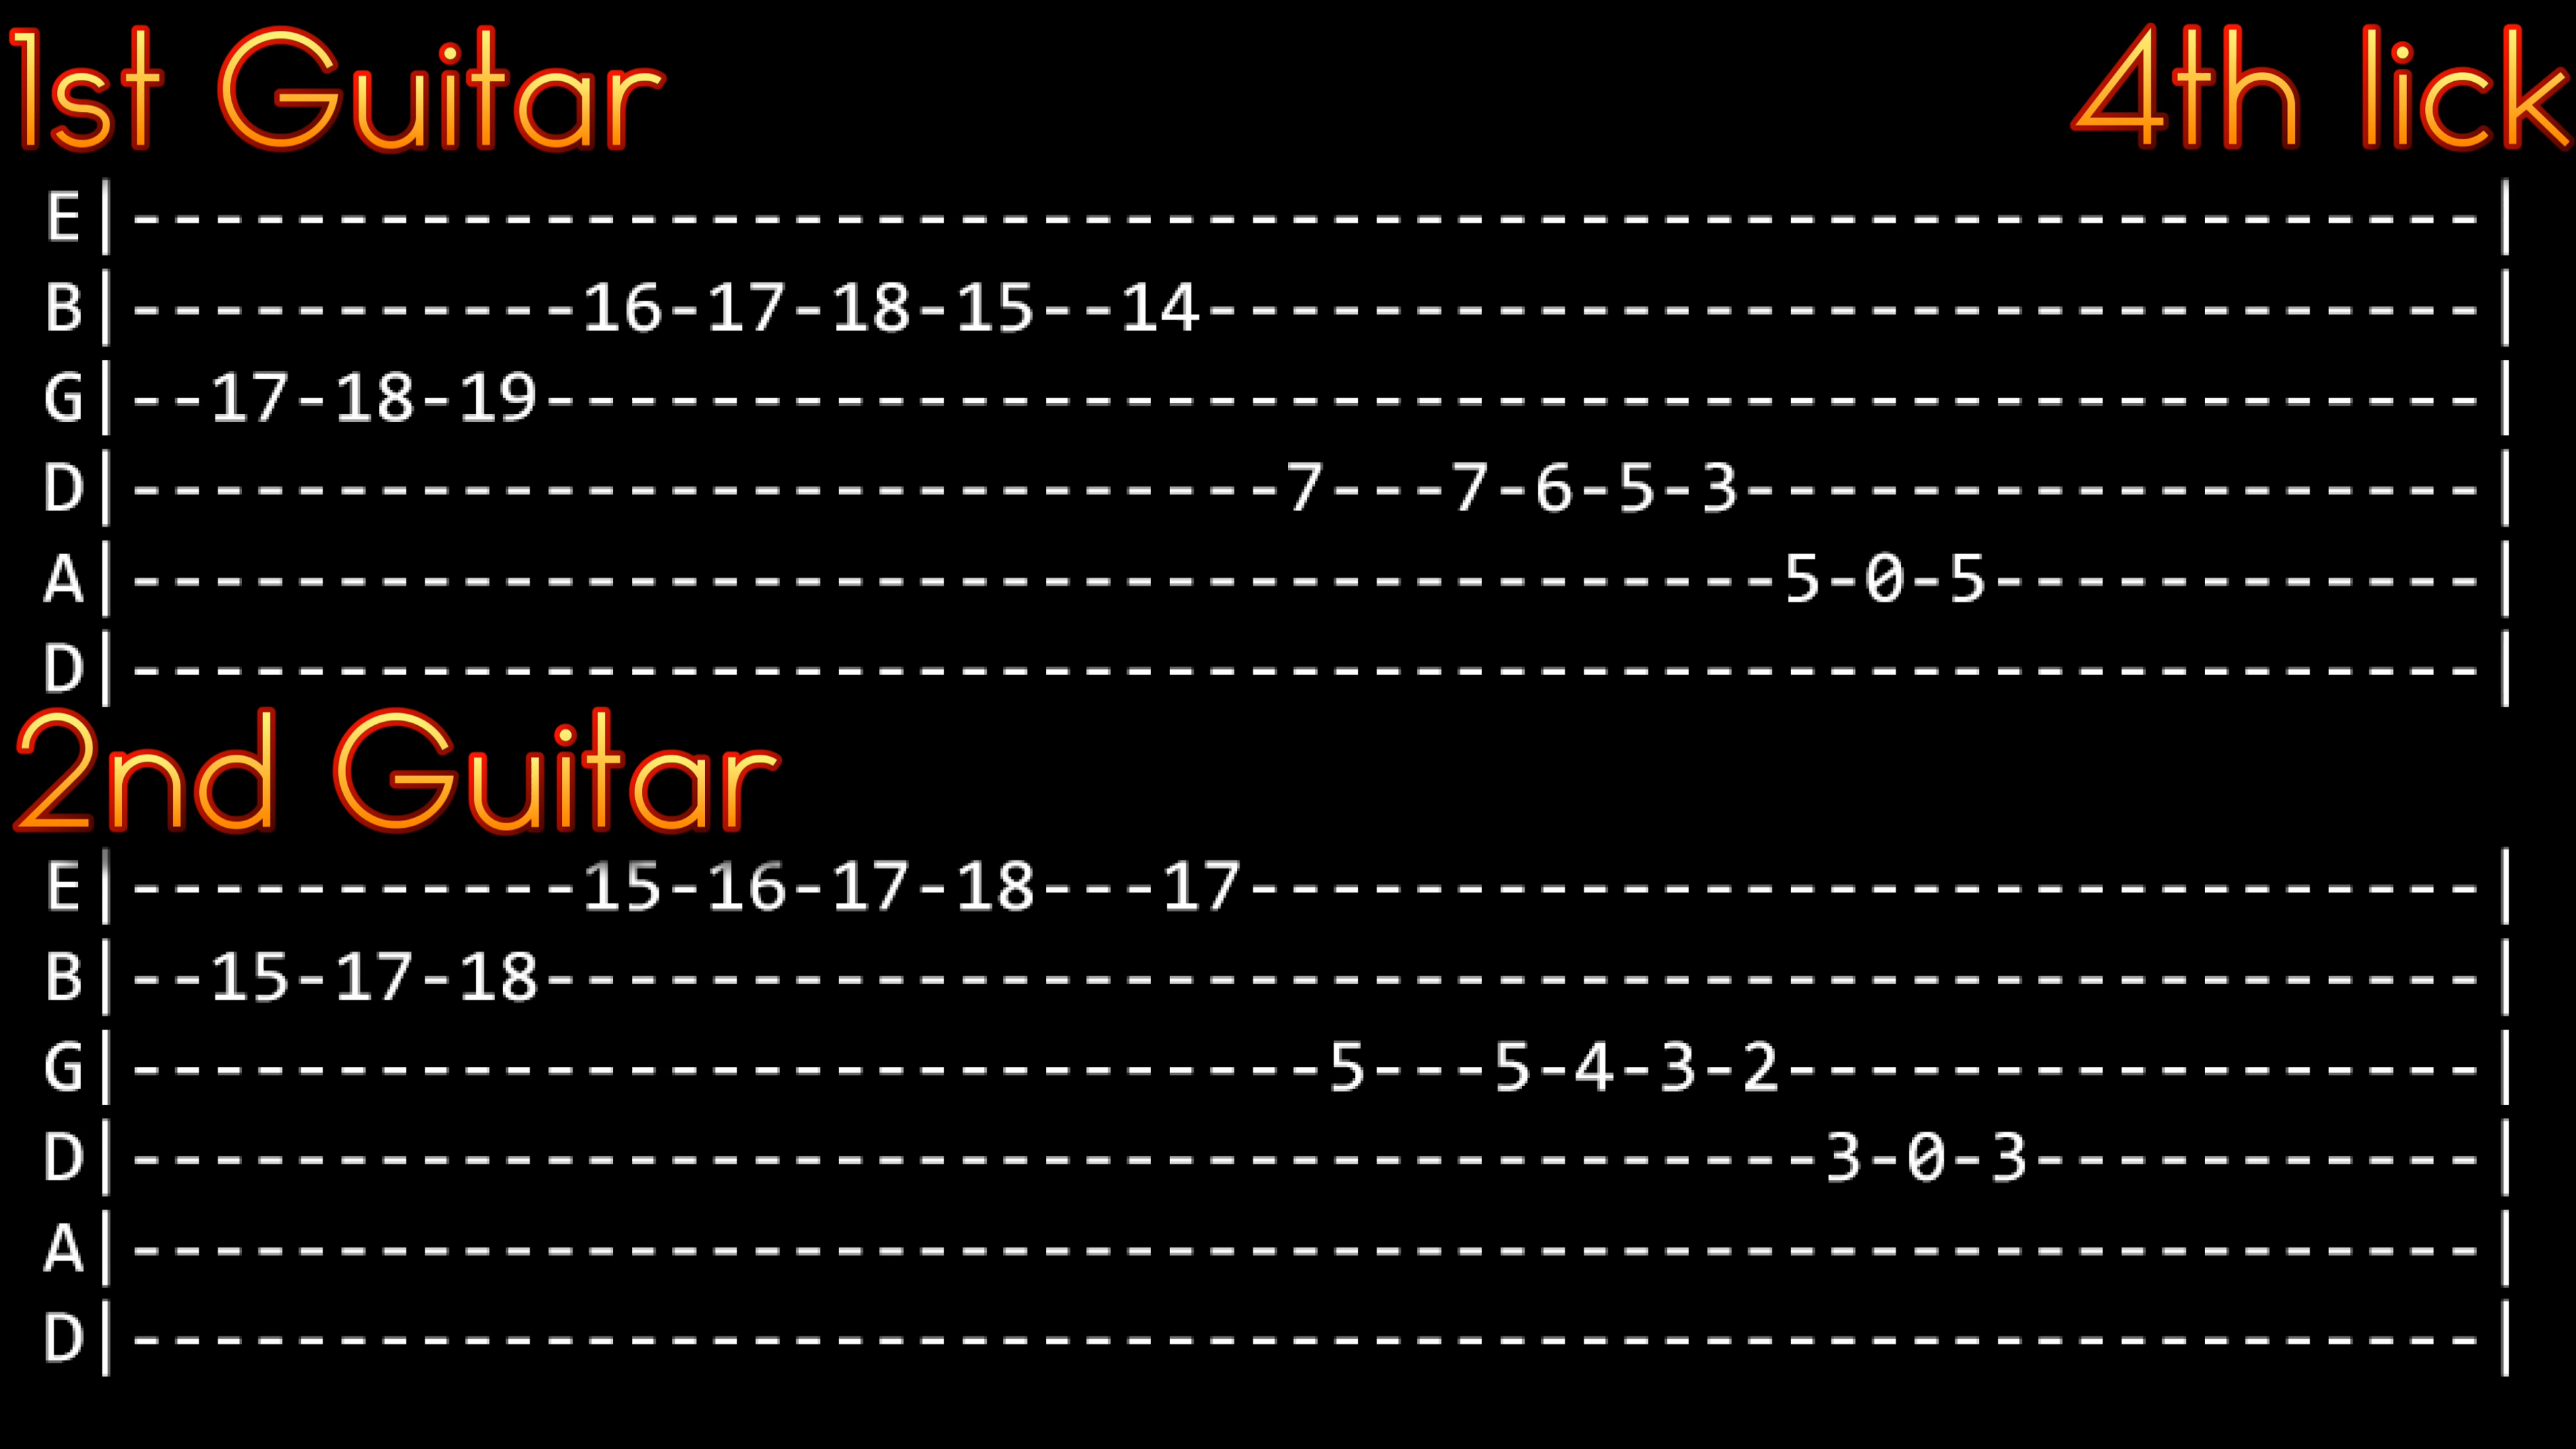 1st Guitar 4th lick
E|---------------------------------------------------------|
B|-----------16-17-18-15--14-------------------------------|
G|--17-18-19-----------------------------------------------|
D|----------------------------7---7-6-5-3------------------|
A|----------------------------------------5-0-5------------|
D|---------------------------------------------------------|
2nd Guitar
E|-----------15-16-17-18---17------------------------------|
B|--15-17-18-----------------------------------------------|
G|-----------------------------5---5-4-3-2-----------------|
D|-----------------------------------------3-0-3-----------|
A|---------------------------------------------------------|
D|---------------------------------------------------------|